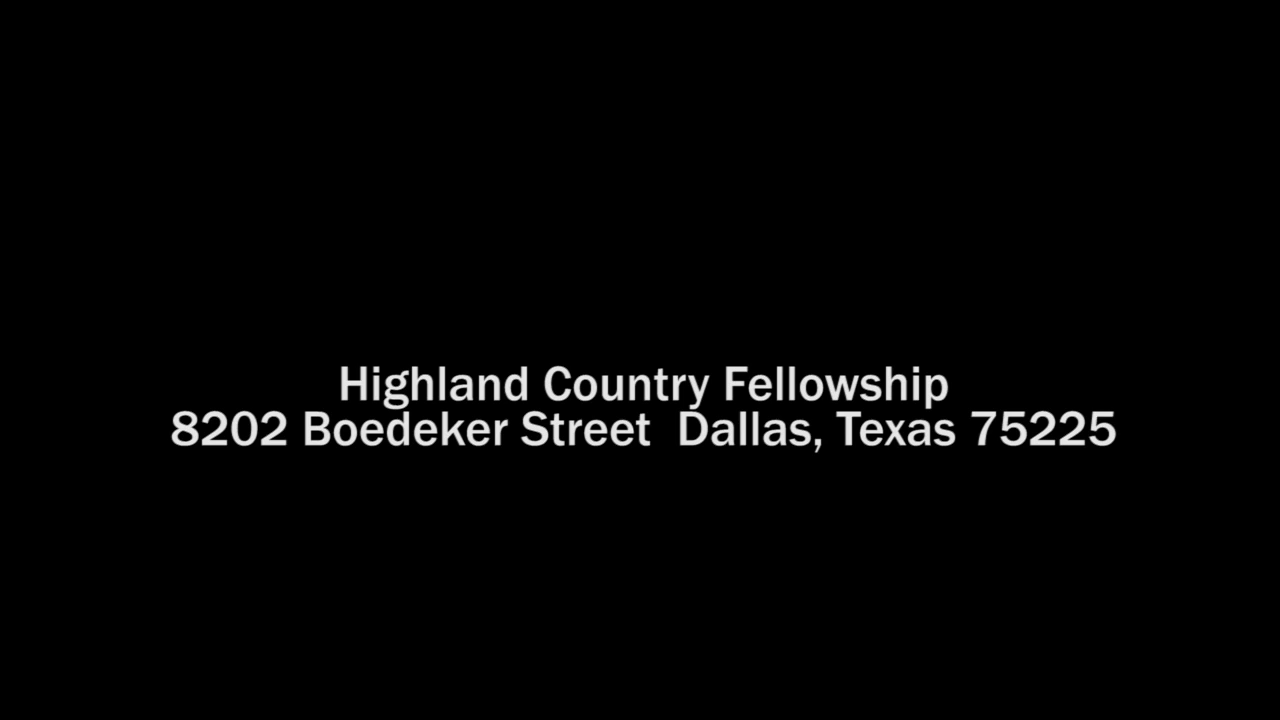 Highland Country Fellowship
8202 Boedeker Street  Dallas, Texas 75225